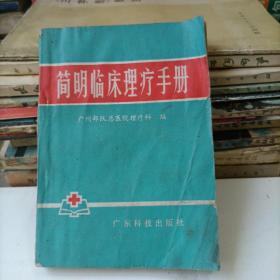 简明临床理疗手册
广州部队总医院理疗科 编
广东科技出版社